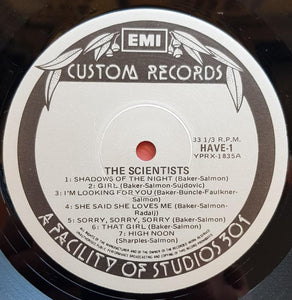 EMI
CUSTOM RECORDS
33 1/3 R.P.M.
HAVE-1
YPRX-1835A
THE SCIENTISTS
1: SHADOWS OF THE NIGHT (Baker-Salmon)
2: GIRL (Baker-Salmon-Sujdovic)
3: I'M LOOKING FOR YOU (Baker-Buncle-Faulkner-
Salmon)
4: SHE SAID SHE LOVES ME (Baker-Salmon-
Radalj)
5: SORRY, SORRY, SORRY (Baker-Salmon)
6: THAT GIRL (Baker-Salmon)
7: HIGH NOON
(Sharples-Salmon)
A FACILITY OF STUDIOS 301